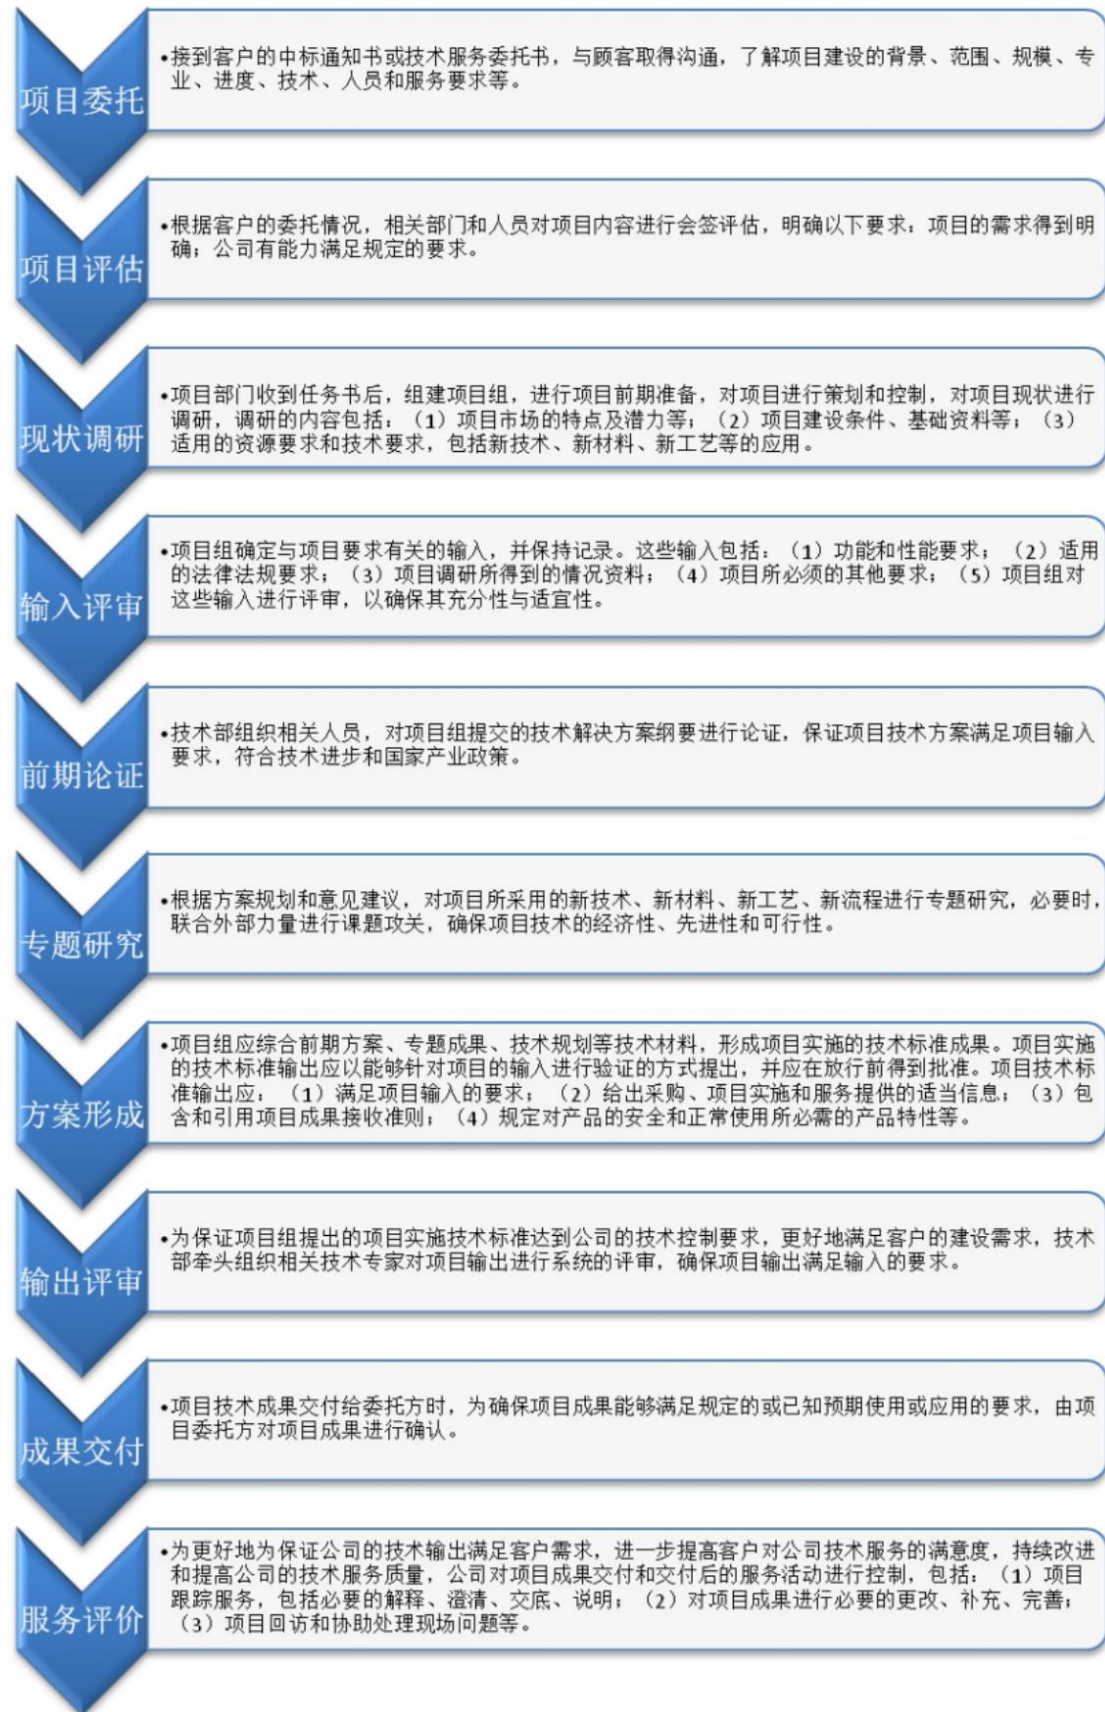 项目委托
•接到客户的中标通知书或技术服务委托书，与顾客取得沟通，了解项目建设的背景、范围、规模、专
业、进度、技术、人员和服务要求等。
项目评估
•根据客户的委托情况，相关部门和人员对项目内容进行会签评估，明确以下要求：项目的需求得到明
确；公司有能力满足规定的要求。
现状调研
•项目部门收到任务书后，组建项目组，进行项目前期准备，对项目进行策划和控制，对项目现状进行
调研，调研的内容包括：（1）项目市场的特点及潜力等；（2）项目建设条件、基础资料等；（3）
适用的资源要求和技术要求，包括新技术、新材料、新工艺等的应用。
输入评审
•项目组确定与项目要求有关的输入，并保持记录。这些输入包括：（1）功能和性能要求；（2）适用
的法律法规要求；（3）项目调研所得到的情况资料；（4）项目所必须的其他要求；（5）项目组对
这些输入进行评审，以确保其充分性与适宜性。
前期论证
•技术部组织相关人员，对项目组提交的技术解决方案纲要进行论证，保证项目技术方案满足项目输入
要求，符合技术进步和国家产业政策。
专题研究
•根据方案规划和意见建议，对项目所采用的新技术、新材料、新工艺、新流程进行专题研究，必要时，
联合外部力量进行课题攻关，确保项目技术的经济性、先进性和可行性。
方案形成
•项目组应综合前期方案、专题成果、技术规划等技术材料，形成项目实施的技术标准成果。项目实施
的技术标准输出应以能够针对项目的输入进行验证的方式提出，并应在放行前得到批准。项目技术标
准输出应：（1）满足项目输入的要求；（2）给出采购、项目实施和服务提供的适当信息；（3）包
含和引用项目成果接收准则；（4）规定对产品的安全和正常使用所必需的产品特性等。
输出评审
•为保证项目组提出的项目实施技术标准达到公司的技术控制要求，更好地满足客户的建设需求，技术
部牵头组织相关技术专家对项目输出进行系统的评审，确保项目输出满足输入的要求。
成果交付
•项目技术成果交付给委托方时，为确保项目成果能够满足规定的或已知预期使用或应用的要求，由项
目委托方对项目成果进行确认。
服务评价
•为更好地为保证公司的技术输出满足客户需求，进一步提高客户对公司技术服务的满意度，持续改进
和提高公司的技术服务质量，公司对项目成果交付和交付后的服务活动进行控制，包括：（1）项目
跟踪服务，包括必要的解释、澄清、交底、说明；（2）对项目成果进行必要的更改、补充、完善；
（3）项目回访和协助处理现场问题等。